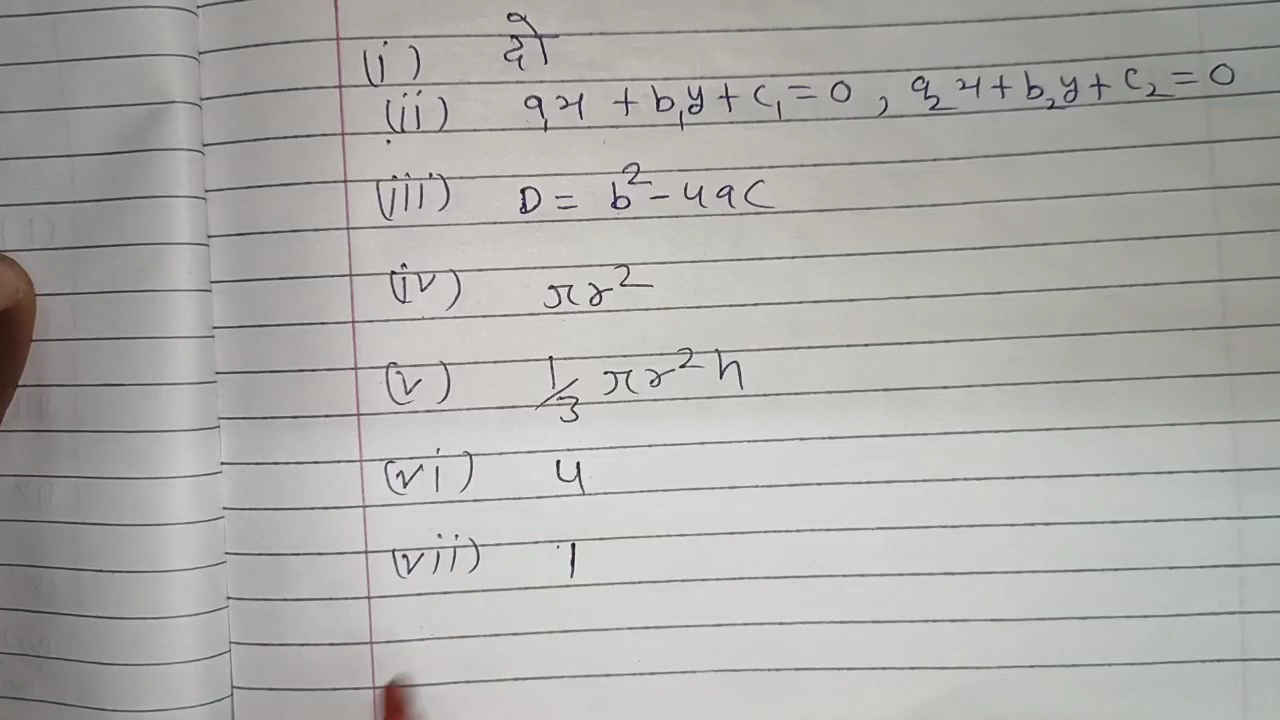 (i) दो
(ii) a₁x + b₁y + c₁ = 0 , a₂x + b₂y + c₂ = 0
(iii) D = b² - 4ac
(iv) πr²
(v) 1/3 πr²h
(vi) 4
(vii) 1